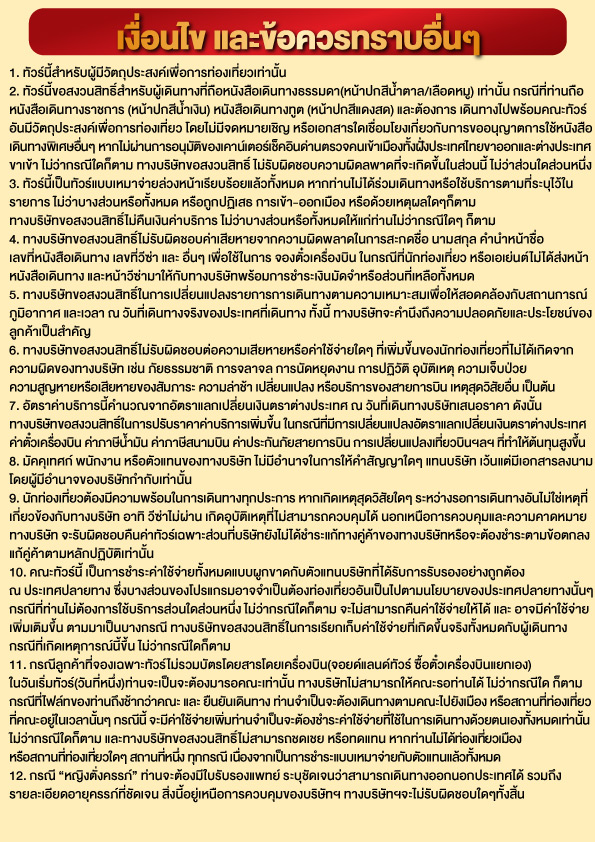 เงื่อนไข และข้อควรทราบอื่นๆ
1. ทัวร์นี้สำหรับผู้มีวัตถุประสงค์เพื่อการท่องเที่ยวเท่านั้น
2. ทัวร์นี้ขอสงวนสิทธิ์สำหรับผู้เดินทางที่ถือหนังสือเดินทางธรรมดา(หน้าปกสีน้ำตาล/เลือดหมู) เท่านั้น กรณีที่ท่านถือ
หนังสือเดินทางราชการ (หน้าปกสีน้ำเงิน) หนังสือเดินทางทูต (หน้าปกสีแดงสด) และต้องการ เดินทางไปพร้อมคณะทัวร์
อันมีวัตถุประสงค์เพื่อการท่องเที่ยว โดยไม่มีจดหมายเชิญ หรือเอกสารใดเชื่อมโยงเกี่ยวกับการขออนุญาตการใช้หนังสือ
เดินทางพิเศษอื่นๆ หากไม่ผ่านการอนุมัติของเคาน์เตอร์เช็คอินด่านตรวจคนเข้าเมืองทั้งฝั่งประเทศไทยขาออกและต่างประเทศ
ขาเข้า ไม่ว่ากรณีใดก็ตาม ทางบริษัทขอสงวนสิทธิ์ ไม่รับผิดชอบความผิดพลาดที่จะเกิดขึ้นในส่วนนี้ ไม่ว่าส่วนใดส่วนหนึ่ง
3. ทัวร์นี้เป็นทัวร์แบบเหมาจ่ายล่วงหน้าเรียบร้อยแล้วทั้งหมด หากท่านไม่ได้ร่วมเดินทางหรือใช้บริการตามที่ระบุไว้ใน
รายการ ไม่ว่าบางส่วนหรือทั้งหมด หรือถูกปฏิเสธ การเข้า-ออกเมือง หรือด้วยเหตุผลใดๆก็ตาม
ทางบริษัทขอสงวนสิทธิ์ไม่คืนเงินค่าบริการ ไม่ว่าบางส่วนหรือทั้งหมดให้แก่ท่านไม่ว่ากรณีใดๆ ก็ตาม
4. ทางบริษัทขอสงวนสิทธิ์ไม่รับผิดชอบค่าเสียหายจากความผิดพลาดในการสะกดชื่อ นามสกุล คำนำหน้าชื่อ
เลขที่หนังสือเดินทาง เลขที่วีซ่า และ อื่นๆ เพื่อใช้ในการ จองตั๋วเครื่องบิน ในกรณีที่นักท่องเที่ยว หรือเอเย่นต์ไม่ได้ส่งหน้า
หนังสือเดินทาง และหน้าวีซ่ามาให้กับทางบริษัทพร้อมการชำระเงินมัดจำหรือส่วนที่เหลือทั้งหมด
5. ทางบริษัทขอสงวนสิทธิ์ในการเปลี่ยนแปลงรายการการเดินทางตามความเหมาะสมเพื่อให้สอดคล้องกับสถานการณ์
ภูมิอากาศ และเวลา ณ วันที่เดินทางจริงของประเทศที่เดินทาง ทั้งนี้ ทางบริษัทจะคำนึงถึงความปลอดภัยและประโยชน์ของ
ลูกค้าเป็นสำคัญ
6. ทางบริษัทขอสงวนสิทธิ์ไม่รับผิดชอบต่อความเสียหายหรือค่าใช้จ่ายใดๆ ที่เพิ่มขึ้นของนักท่องเที่ยวที่ไม่ได้เกิดจาก
ความผิดของทางบริษัท เช่น ภัยธรรมชาติ การจลาจล การนัดหยุดงาน การปฏิวัติ อุบัติเหตุ ความเจ็บป่วย
ความสูญหายหรือเสียหายของสัมภาระ ความล่าช้า เปลี่ยนแปลง หรือบริการของสายการบิน เหตุสุดวิสัยอื่น เป็นต้น
7. อัตราค่าบริการนี้คำนวณจากอัตราแลกเปลี่ยนเงินตราต่างประเทศ ณ วันที่เดินทางบริษัทเสนอราคา ดังนั้น
ทางบริษัทขอสงวนสิทธิ์ในการปรับราคาค่าบริการเพิ่มขึ้น ในกรณีที่มีการเปลี่ยนแปลงอัตราแลกเปลี่ยนเงินตราต่างประเทศ
ค่าตั๋วเครื่องบิน ค่าภาษีน้ำมัน ค่าภาษีสนามบิน ค่าประกันภัยสายการบิน การเปลี่ยนแปลงเที่ยวบินฯลฯ ที่ทำให้ต้นทุนสูงขึ้น
8. มัคคุเทศก์ พนักงาน หรือตัวแทนของทางบริษัท ไม่มีอำนาจในการให้คำสัญญาใดๆ แทนบริษัท เว้นแต่มีเอกสารลงนาม
โดยผู้มีอำนาจของบริษัทกำกับเท่านั้น
9. นักท่องเที่ยวต้องมีความพร้อมในการเดินทางทุกประการ หากเกิดเหตุสุดวิสัยใดๆ ระหว่างรอการเดินทางอันไม่ใช่เหตุที่
เกี่ยวข้องกับทางบริษัท อาทิ วีซ่าไม่ผ่าน เกิดอุบัติเหตุที่ไม่สามารถควบคุมได้ นอกเหนือการควบคุมและความคาดหมาย
ทางบริษัท จะรับผิดชอบคืนค่าทัวร์เฉพาะส่วนที่บริษัทยังไม่ได้ชำระแก่ทางคู่ค้าของทางบริษัทหรือจะต้องชำระตามข้อตกลง
แก่คู่ค้าตามหลักปฏิบัติเท่านั้น
10. คณะทัวร์นี้ เป็นการชำระค่าใช้จ่ายทั้งหมดแบบผูกขาดกับตัวแทนบริษัทที่ได้รับการรับรองอย่างถูกต้อง
ณ ประเทศปลายทาง ซึ่งบางส่วนของโปรแกรมอาจจำเป็นต้องท่องเที่ยวอันเป็นไปตามนโยบายของประเทศปลายทางนั้นๆ
กรณีที่ท่านไม่ต้องการใช้บริการส่วนใดส่วนหนึ่ง ไม่ว่ากรณีใดก็ตาม จะไม่สามารถคืนค่าใช้จ่ายให้ได้ และ อาจมีค่าใช้จ่าย
เพิ่มเติมขึ้น ตามมาเป็นบางกรณี ทางบริษัทขอสงวนสิทธิ์ในการเรียกเก็บค่าใช้จ่ายที่เกิดขึ้นจริงทั้งหมดกับผู้เดินทาง
กรณีที่เกิดเหตุการณ์นี้ขึ้น ไม่ว่ากรณีใดก็ตาม
11. กรณีลูกค้าที่จองเฉพาะทัวร์ไม่รวมบัตรโดยสารโดยเครื่องบิน(จอยด์แลนด์ทัวร์ ซื้อตั๋วเครื่องบินแยกเอง)
ในวันเริ่มทัวร์(วันที่หนึ่ง)ท่านจะเป็นจะต้องมารอคณะเท่านั้น ทางบริษัทไม่สามารถให้คณะรอท่านได้ ไม่ว่ากรณีใด ก็ตาม
กรณีที่ไฟล์ทของท่านถึงช้ากว่าคณะ และ ยืนยันเดินทาง ท่านจำเป็นจะต้องเดินทางตามคณะไปยังเมือง หรือสถานที่ท่องเที่ยว
ที่คณะอยู่ในเวลานั้นๆ กรณีนี้ จะมีค่าใช้จ่ายเพิ่มท่านจำเป็นจะต้องชำระค่าใช้จ่ายที่ใช้ในการเดินทางด้วยตนเองทั้งหมดเท่านั้น
ไม่ว่ากรณีใดก็ตาม และทางบริษัทขอสงวนสิทธิ์ไม่สามารถชดเชย หรือทดแทน หากท่านไม่ได้ท่องเที่ยวเมือง
หรือสถานที่ท่องเที่ยวใดๆ สถานที่หนึ่ง ทุกกรณี เนื่องจากเป็นการชำระแบบเหมาจ่ายกับตัวแทนแล้วทั้งหมด
12. กรณี “หญิงตั้งครรภ์” ท่านจะต้องมีใบรับรองแพทย์ ระบุชัดเจนว่าสามารถเดินทางออกนอกประเทศได้ รวมถึง
รายละเอียดอายุครรภ์ที่ชัดเจน สิ่งนี้อยู่เหนือการควบคุมของบริษัทฯ ทางบริษัทฯจะไม่รับผิดชอบใดๆทั้งสิ้น